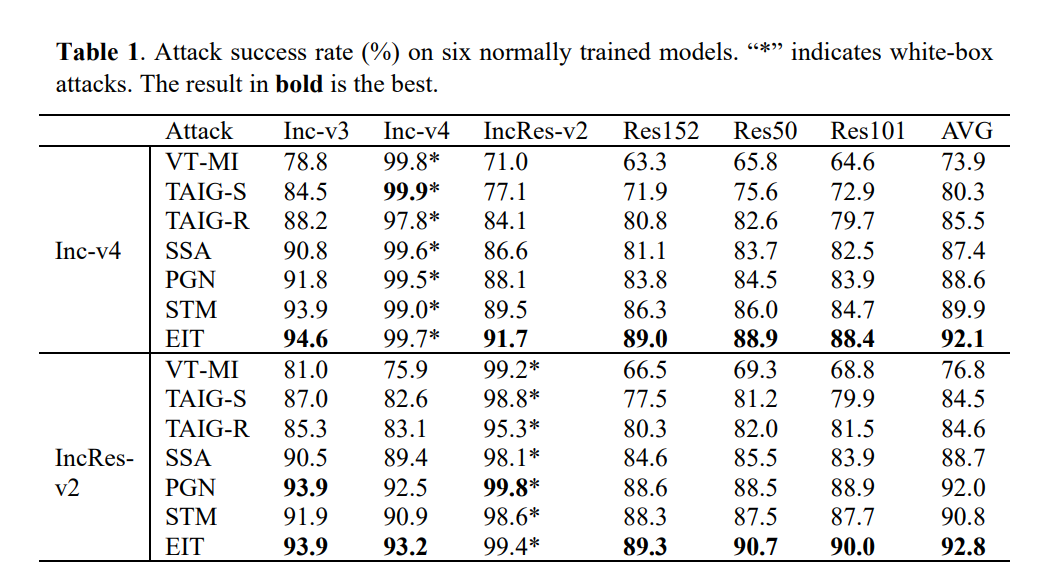 Table 1. Attack success rate (%) on six normally trained models. “*” indicates white-box
attacks. The result in bold is the best.
Attack Inc-v3 Inc-v4 IncRes-v2 Res152 Res50 Res101 AVG
VT-MI 78.8 99.8* 71.0 63.3 65.8 64.6 73.9
TAIG-S 84.5 99.9* 77.1 71.9 75.6 72.9 80.3
TAIG-R 88.2 97.8* 84.1 80.8 82.6 79.7 85.5
Inc-v4 SSA 90.8 99.6* 86.6 81.1 83.7 82.5 87.4
PGN 91.8 99.5* 88.1 83.8 84.5 83.9 88.6
STM 93.9 99.0* 89.5 86.3 86.0 84.7 89.9
EIT 94.6 99.7* 91.7 89.0 88.9 88.4 92.1
VT-MI 81.0 75.9 99.2* 66.5 69.3 68.8 76.8
TAIG-S 87.0 82.6 98.8* 77.5 81.2 79.9 84.5
TAIG-R 85.3 83.1 95.3* 80.3 82.0 81.5 84.6
IncRes- SSA 90.5 89.4 98.1* 84.6 85.5 83.9 88.7
v2 PGN 93.9 92.5 99.8* 88.6 88.5 88.9 92.0
STM 91.9 90.9 98.6* 88.3 87.5 87.7 90.8
EIT 93.9 93.2 99.4* 89.3 90.7 90.0 92.8